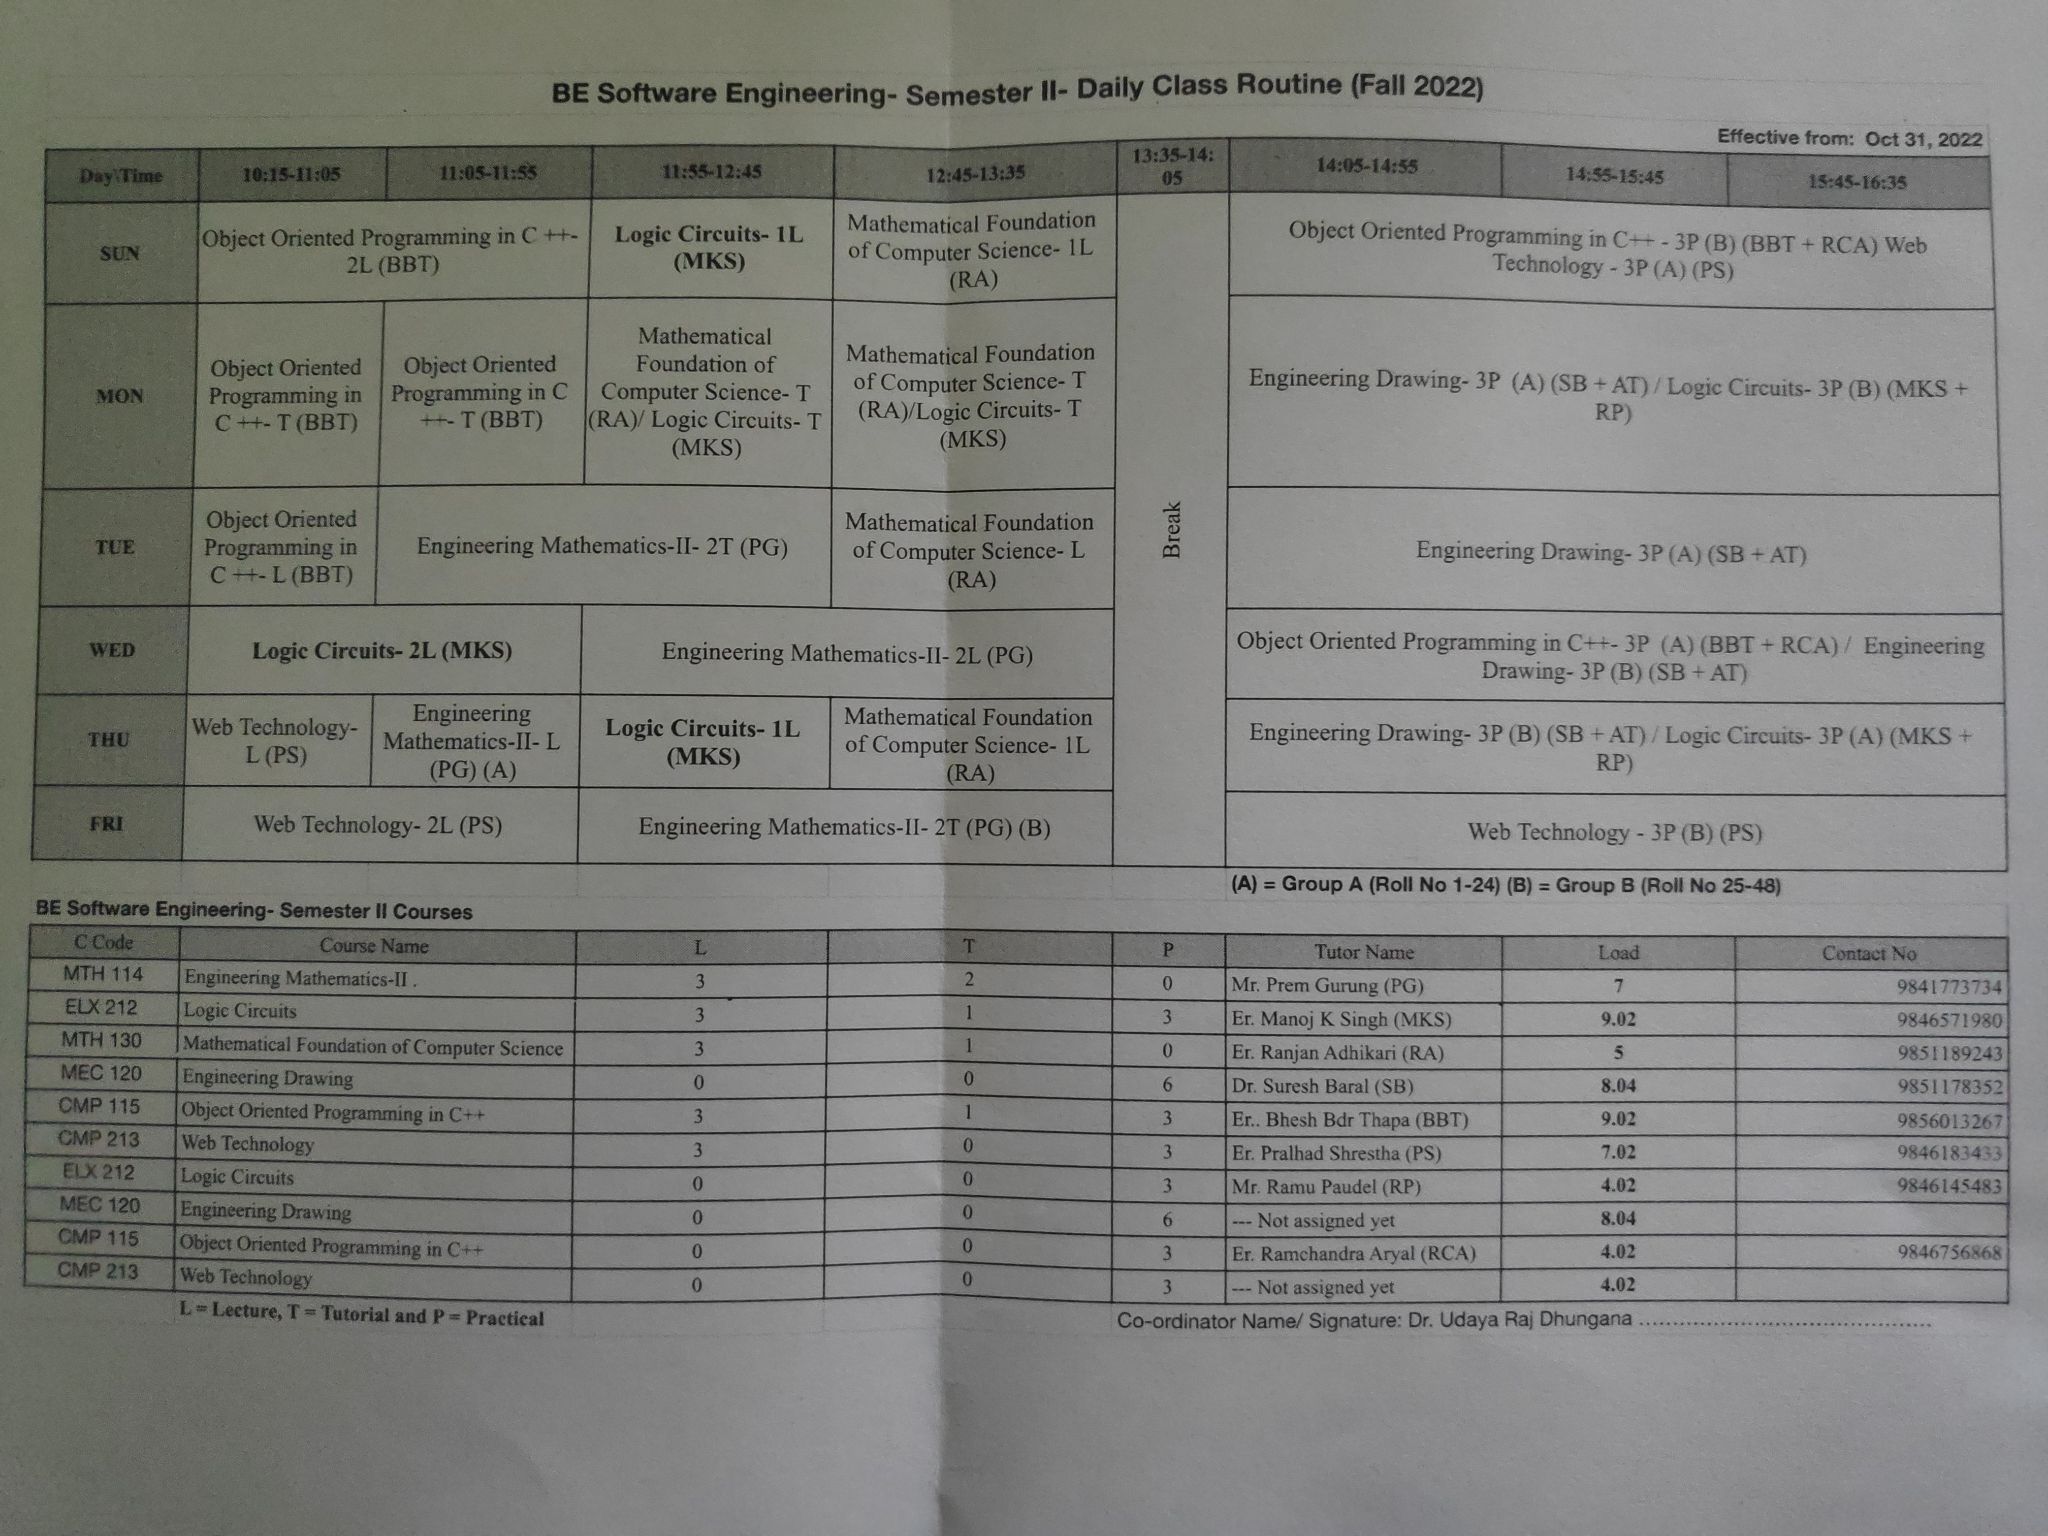 BE Software Engineering- Semester II- Daily Class Routine (Fall 2022)
Effective from: Oct 31, 2022
Day\Time 10:15-11:05 11:05-11:55 11:55-12:45 12:45-13:35 13:35-14:
05 14:05-14:55 14:55-15:45 15:45-16:35
SUN
Object Oriented Programming in C ++-
2L (BBT)
Logic Circuits- 1L
(MKS)
Mathematical Foundation
of Computer Science- 1L
(RA)
Object Oriented Programming in C++ - 3P (B) (BBT + RCA) Web
Technology - 3P (A) (PS)
MON
Object Oriented
Programming in
C ++- T (BBT)
Object Oriented
Programming in C
++- T (BBT)
Mathematical
Foundation of
Computer Science- T
(RA)/ Logic Circuits- T
(MKS)
Mathematical Foundation
of Computer Science- T
(RA)/Logic Circuits- T
(MKS)
Engineering Drawing- 3P (A) (SB + AT) / Logic Circuits- 3P (B) (MKS +
RP)
TUE
Object Oriented
Programming in
C ++- L (BBT)
Engineering Mathematics-II- 2T (PG)
Mathematical Foundation
of Computer Science- L
(RA)
Break
Engineering Drawing- 3P (A) (SB + AT)
WED
Logic Circuits- 2L (MKS)
Engineering Mathematics-II- 2L (PG)
Object Oriented Programming in C++- 3P (A) (BBT + RCA) / Engineering
Drawing- 3P (B) (SB + AT)
THU
Web Technology-
L (PS)
Engineering
Mathematics-II- L
(PG) (A)
Logic Circuits- 1L
(MKS)
Mathematical Foundation
of Computer Science- 1L
(RA)
Engineering Drawing- 3P (B) (SB + AT) / Logic Circuits- 3P (A) (MKS +
RP)
FRI
Web Technology- 2L (PS)
Engineering Mathematics-II- 2T (PG) (B)
Web Technology - 3P (B) (PS)
(A) = Group A (Roll No 1-24) (B) = Group B (Roll No 25-48)
BE Software Engineering- Semester II Courses
C Code Course Name L T P Tutor Name Load Contact No
MTH 114 Engineering Mathematics-II . 3 2 0 Mr. Prem Gurung (PG) 7 9841773734
ELX 212 Logic Circuits 3 1 3 Er. Manoj K Singh (MKS) 9.02 9846571980
MTH 130 Mathematical Foundation of Computer Science 3 1 0 Er. Ranjan Adhikari (RA) 5 9851189243
MEC 120 Engineering Drawing 0 0 6 Dr. Suresh Baral (SB) 8.04 9851178352
CMP 115 Object Oriented Programming in C++ 3 1 3 Er.. Bhesh Bdr Thapa (BBT) 9.02 9856013267
CMP 213 Web Technology 3 0 3 Er. Pralhad Shrestha (PS) 7.02 9846183433
ELX 212 Logic Circuits 0 0 3 Mr. Ramu Paudel (RP) 4.02 9846145483
MEC 120 Engineering Drawing 0 0 6 --- Not assigned yet 8.04
CMP 115 Object Oriented Programming in C++ 0 0 3 Er. Ramchandra Aryal (RCA) 4.02 9846756868
CMP 213 Web Technology 0 0 3 --- Not assigned yet 4.02
L = Lecture, T = Tutorial and P = Practical
Co-ordinator Name/ Signature: Dr. Udaya Raj Dhungana ............................................